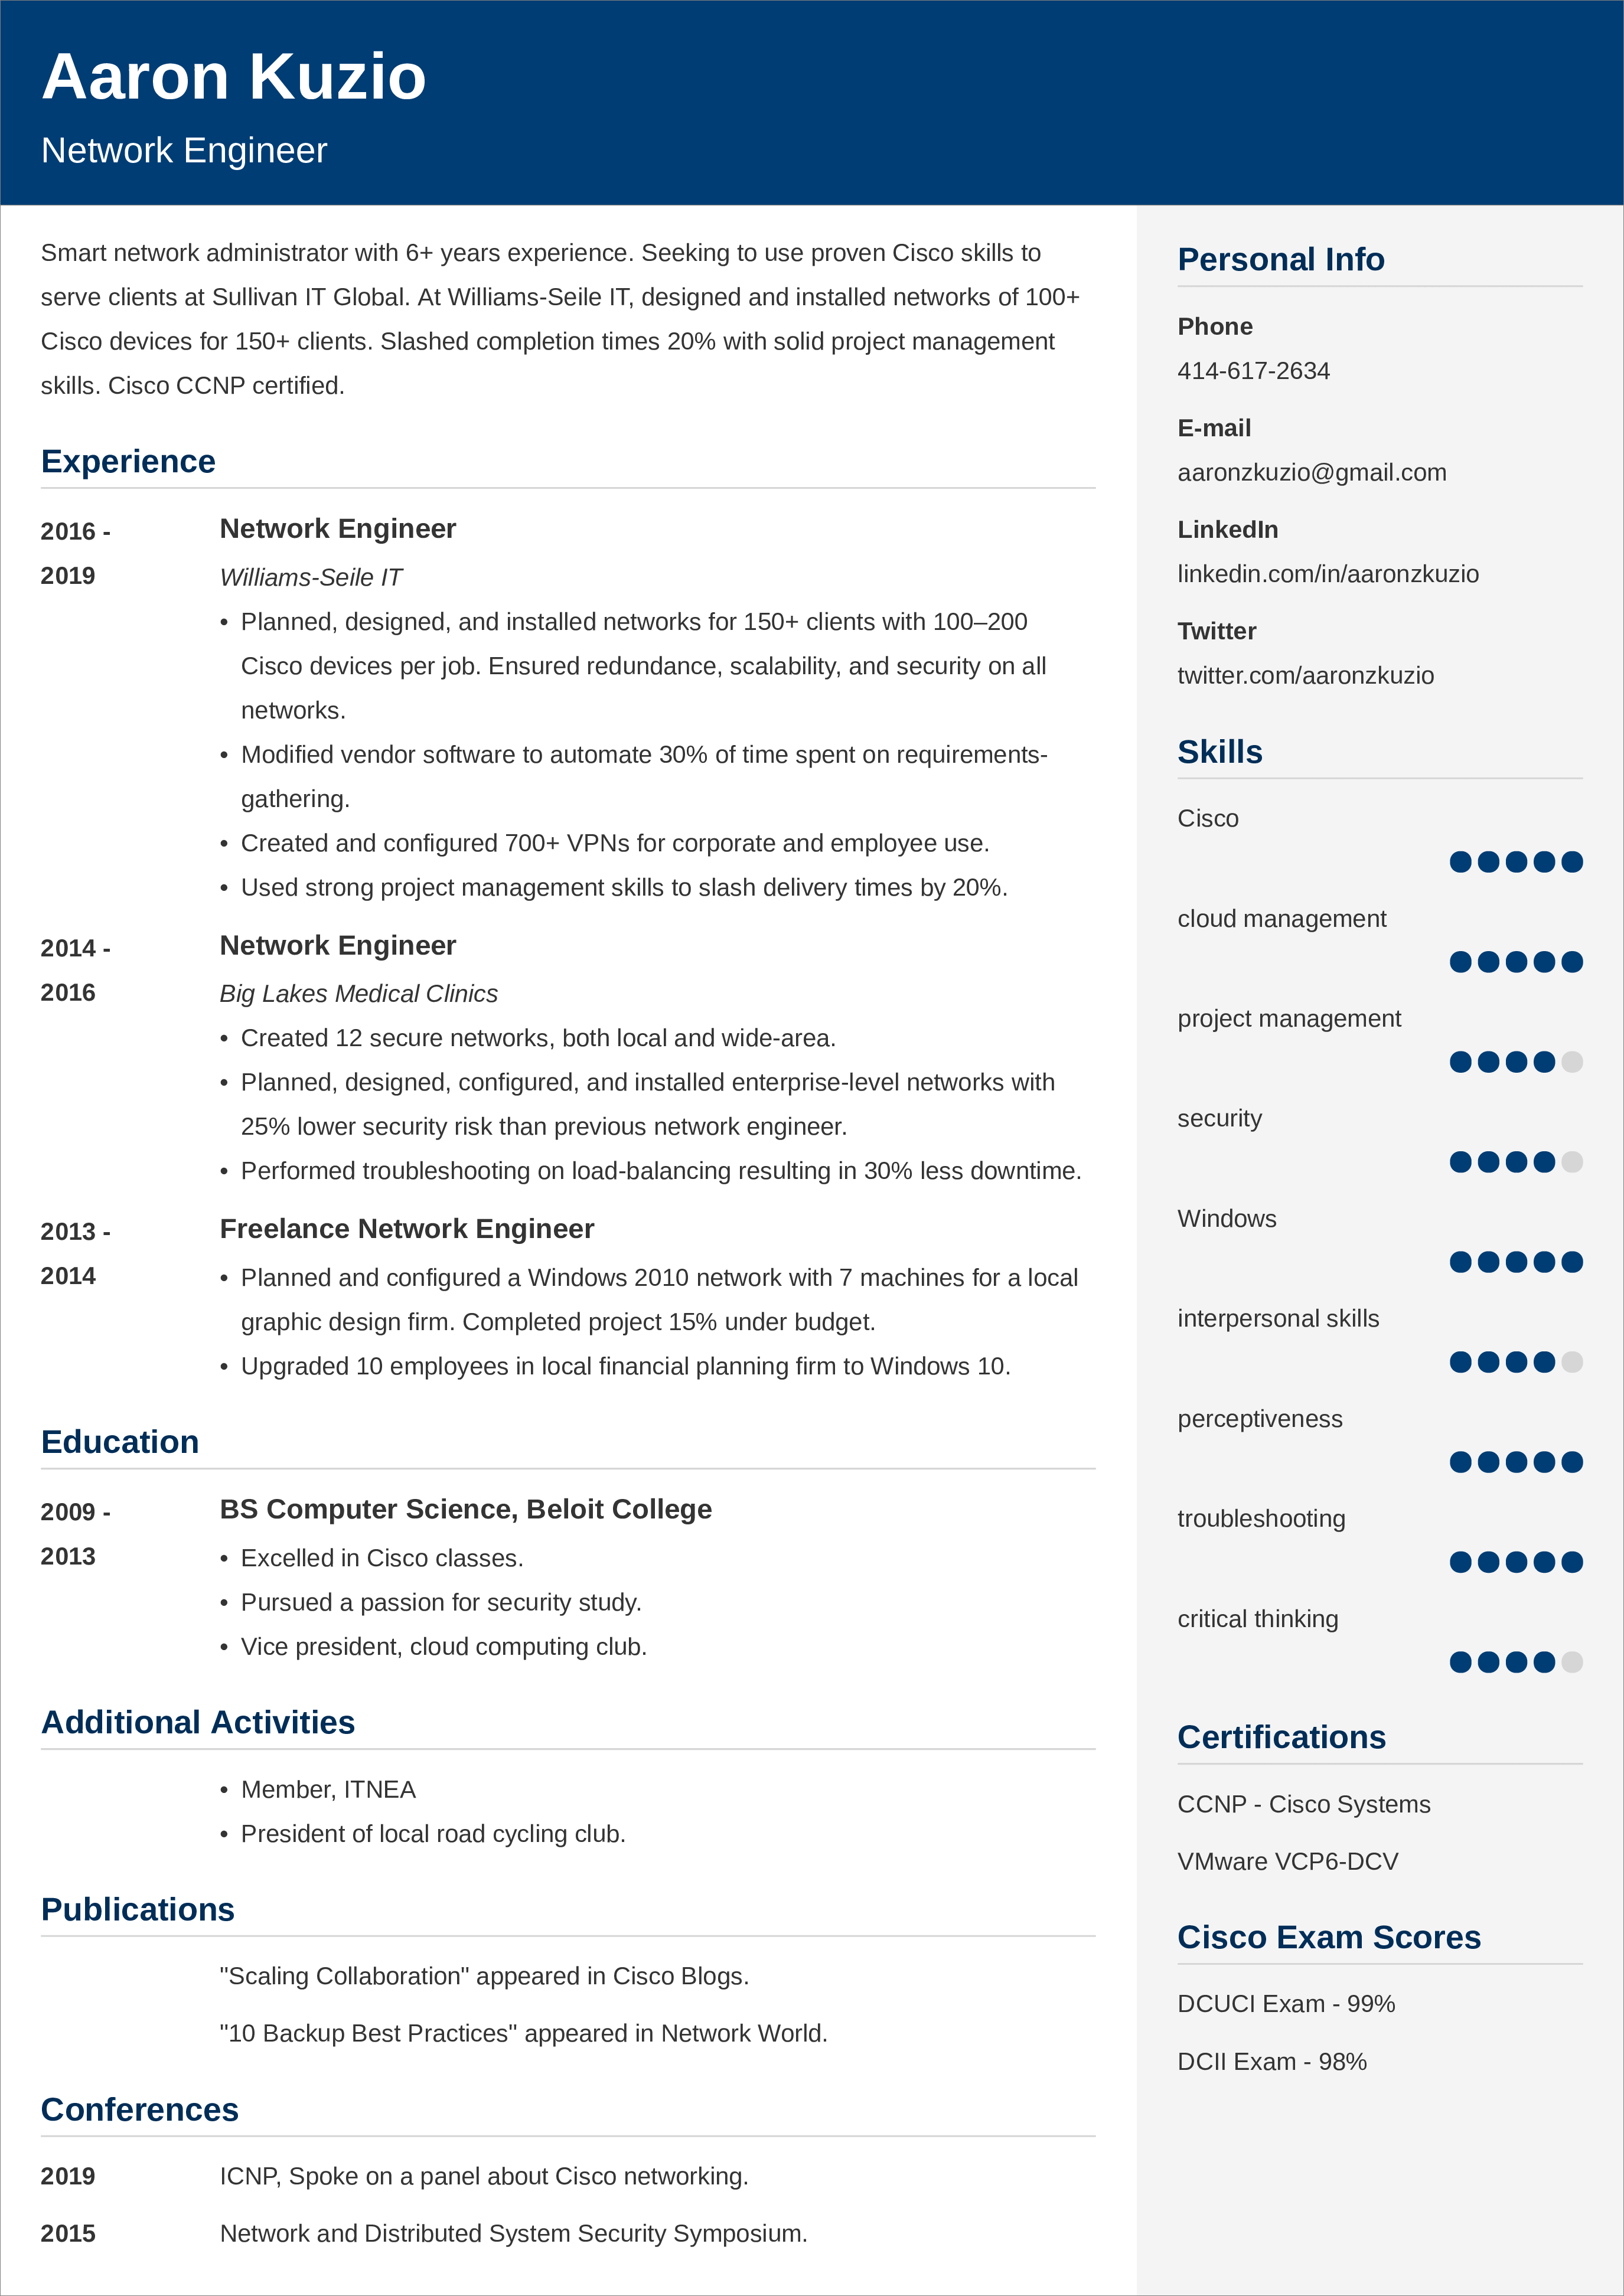 Aaron Kuzio
Network Engineer
Smart network administrator with 6+ years experience. Seeking to use proven Cisco skills to
serve clients at Sullivan IT Global. At Williams-Seile IT, designed and installed networks of 100+
Cisco devices for 150+ clients. Slashed completion times 20% with solid project management
skills. Cisco CCNP certified.
Experience
2016 -
2019
Network Engineer
Williams-Seile IT
• Planned, designed, and installed networks for 150+ clients with 100–200
Cisco devices per job. Ensured redundance, scalability, and security on all
networks.
• Modified vendor software to automate 30% of time spent on requirements-
gathering.
• Created and configured 700+ VPNs for corporate and employee use.
• Used strong project management skills to slash delivery times by 20%.
2014 -
2016
Network Engineer
Big Lakes Medical Clinics
• Created 12 secure networks, both local and wide-area.
• Planned, designed, configured, and installed enterprise-level networks with
25% lower security risk than previous network engineer.
• Performed troubleshooting on load-balancing resulting in 30% less downtime.
2013 -
2014
Freelance Network Engineer
• Planned and configured a Windows 2010 network with 7 machines for a local
graphic design firm. Completed project 15% under budget.
• Upgraded 10 employees in local financial planning firm to Windows 10.
Education
2009 -
2013
BS Computer Science, Beloit College
• Excelled in Cisco classes.
• Pursued a passion for security study.
• Vice president, cloud computing club.
Additional Activities
• Member, ITNEA
• President of local road cycling club.
Publications
"Scaling Collaboration" appeared in Cisco Blogs.
"10 Backup Best Practices" appeared in Network World.
Conferences
2019 ICNP, Spoke on a panel about Cisco networking.
2015 Network and Distributed System Security Symposium.
Personal Info
Phone
414-617-2634
E-mail
aaronzkuzio@gmail.com
LinkedIn
linkedin.com/in/aaronzkuzio
Twitter
twitter.com/aaronzkuzio
Skills
Cisco
cloud management
project management
security
Windows
interpersonal skills
perceptiveness
troubleshooting
critical thinking
Certifications
CCNP - Cisco Systems
VMware VCP6-DCV
Cisco Exam Scores
DCUCI Exam - 99%
DCII Exam - 98%